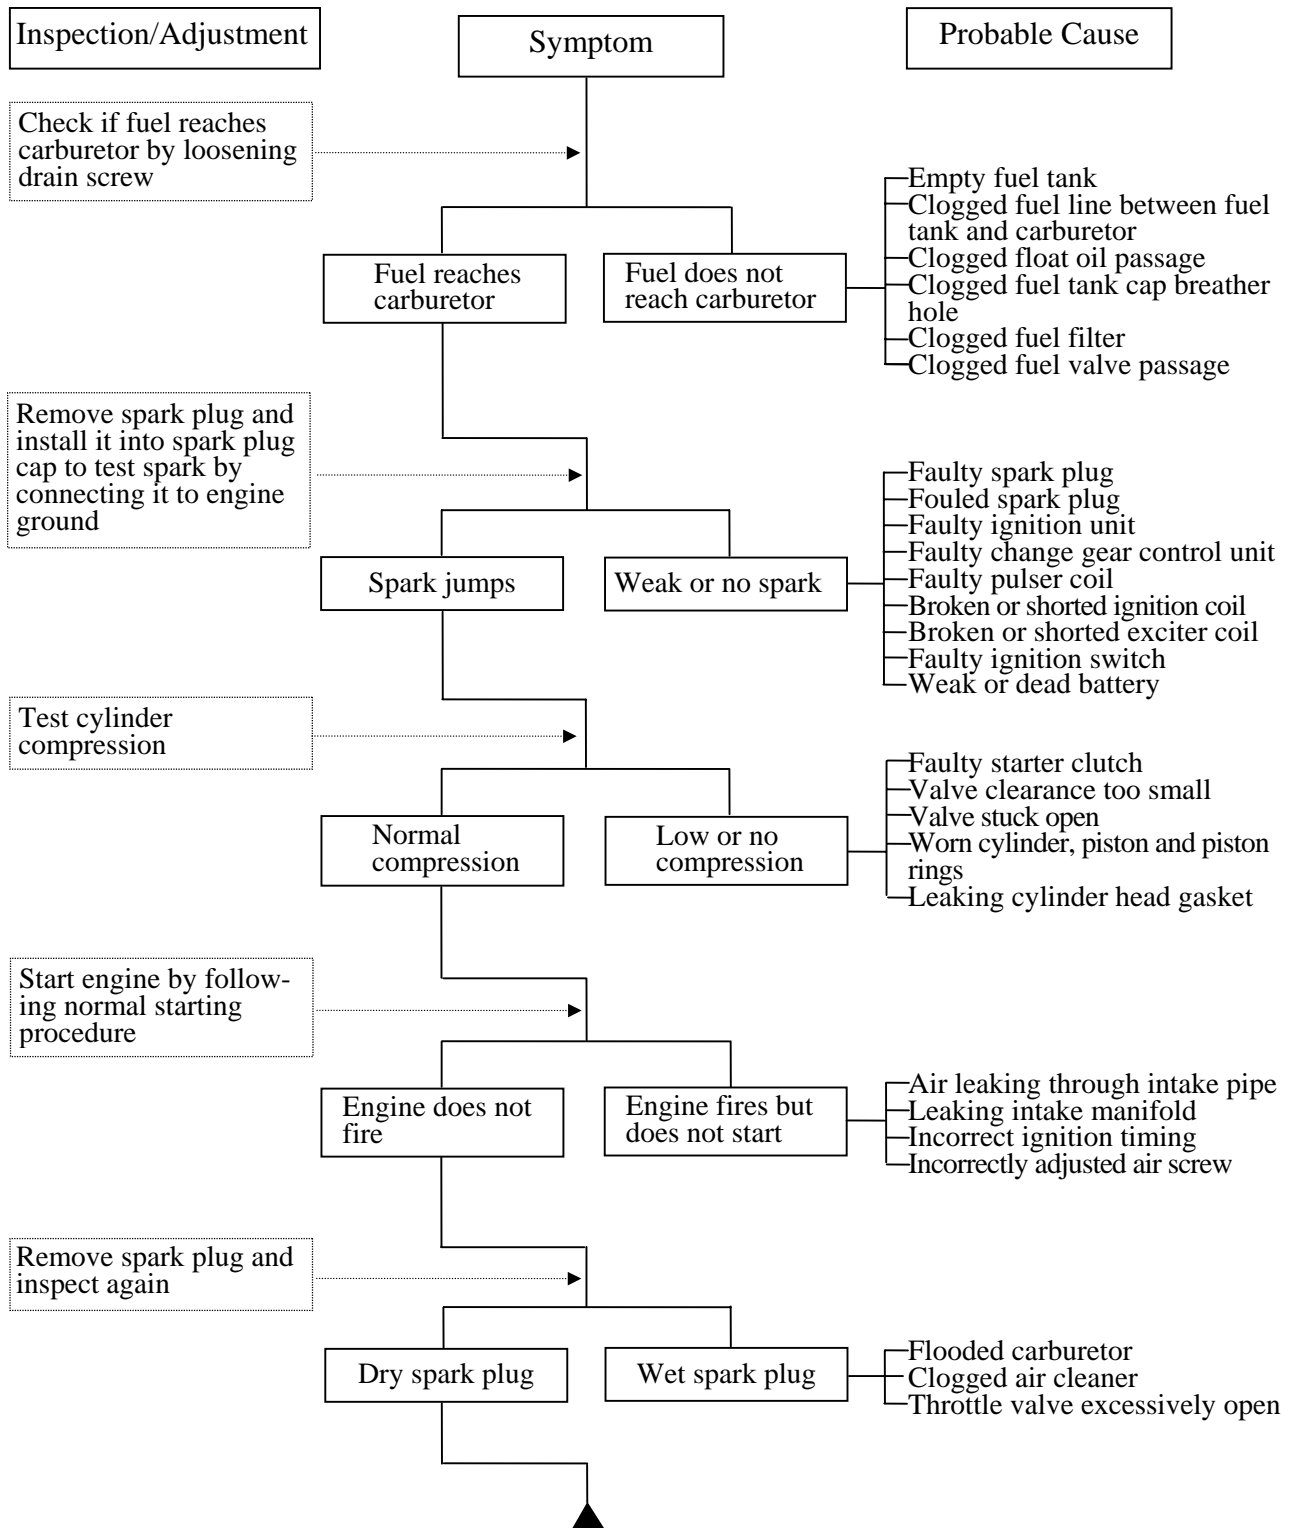 Inspection/Adjustment
Symptom
Probable Cause
Check if fuel reaches
carburetor by loosening
drain screw
Fuel reaches
carburetor
Fuel does not
reach carburetor
Empty fuel tank
Clogged fuel line between fuel
tank and carburetor
Clogged float oil passage
Clogged fuel tank cap breather
hole
Clogged fuel filter
Clogged fuel valve passage
Remove spark plug and
install it into spark plug
cap to test spark by
connecting it to engine
ground
Spark jumps
Weak or no spark
Faulty spark plug
Fouled spark plug
Faulty ignition unit
Faulty change gear control unit
Faulty pulser coil
Broken or shorted ignition coil
Broken or shorted exciter coil
Faulty ignition switch
Weak or dead battery
Test cylinder
compression
Normal
compression
Low or no
compression
Faulty starter clutch
Valve clearance too small
Valve stuck open
Worn cylinder, piston and piston
rings
Leaking cylinder head gasket
Start engine by follow-
ing normal starting
procedure
Engine does not
fire
Engine fires but
does not start
Air leaking through intake pipe
Leaking intake manifold
Incorrect ignition timing
Incorrectly adjusted air screw
Remove spark plug and
inspect again
Dry spark plug
Wet spark plug
Flooded carburetor
Clogged air cleaner
Throttle valve excessively open